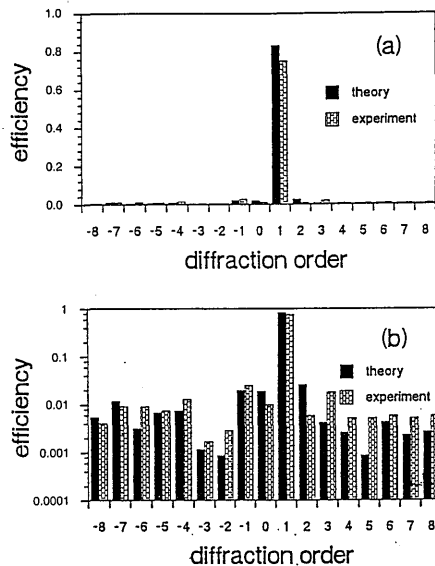 1.0
(a)
0.8
theory
0.6
experiment
0.4
0.2
0.0
efficiency
-8 -7 -6 -5 -4 -3 -2 -1 0 1 2 3 4 5 6 7 8
diffraction order
1
(b)
theory
0.1
experiment
0.01
0.001
0.0001
efficiency
-8 -7 -6 -5 -4 -3 -2 -1 0 1 2 3 4 5 6 7 8
diffraction order